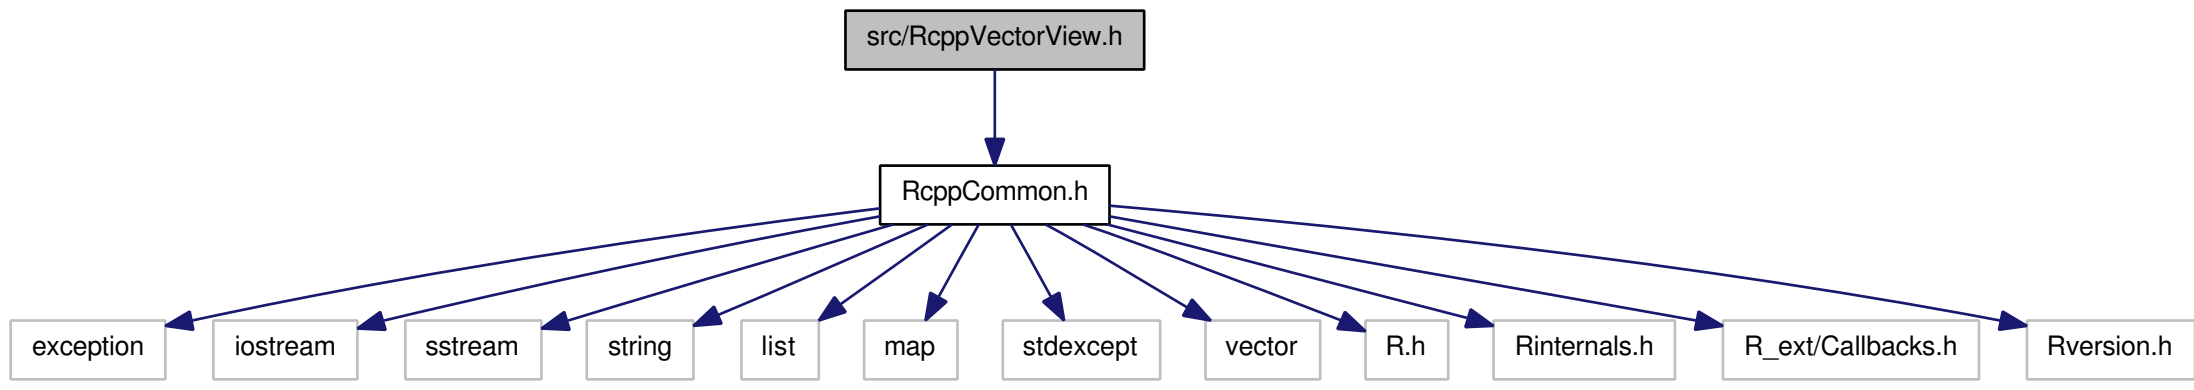 src/RcppVectorView.h
RcppCommon.h
exception
iostream
sstream
string
list
map
stdexcept
vector
R.h
Rinternals.h
R_ext/Callbacks.h
Rversion.h